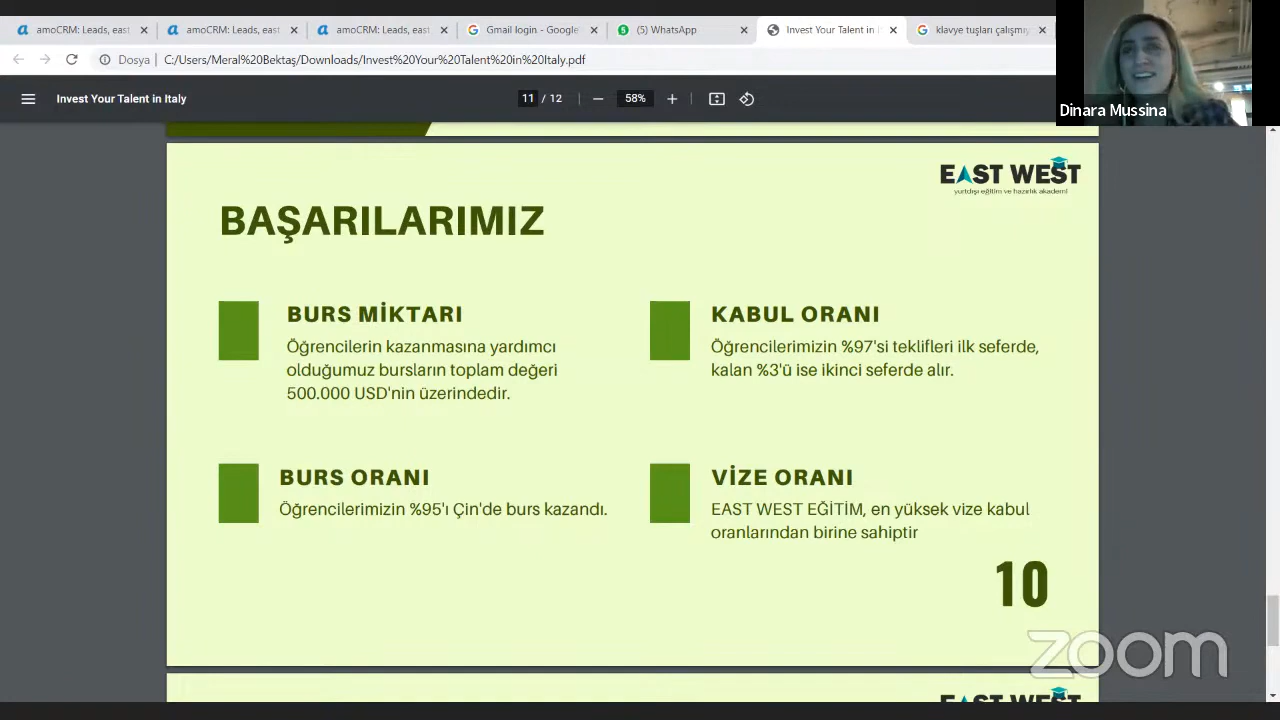 amoCRM: Leads, east
amoCRM: Leads, east
amoCRM: Leads, east
Gmail login - Google
(5) WhatsApp
Invest Your Talent in
klavye tuşları çalışmıy
Dosya
C:/Users/Meral%20Bektaş/Downloads/Invest%20Your%20Talent%20in%20Italy.pdf
Invest Your Talent in Italy
11 / 12
58%
Dinara Mussina
EAST WEST
yurtdışı eğitim ve hazırlık akademi
BAŞARILARIMIZ
BURS MİKTARI
Öğrencilerin kazanmasına yardımcı
olduğumuz bursların toplam değeri
500.000 USD'nin üzerindedir.
KABUL ORANI
Öğrencilerimizin %97'si teklifleri ilk seferde,
kalan %3'ü ise ikinci seferde alır.
BURS ORANI
Öğrencilerimizin %95'ı Çin'de burs kazandı.
VİZE ORANI
EAST WEST EĞİTİM, en yüksek vize kabul
oranlarından birine sahiptir
10
zoom
EAST WEST